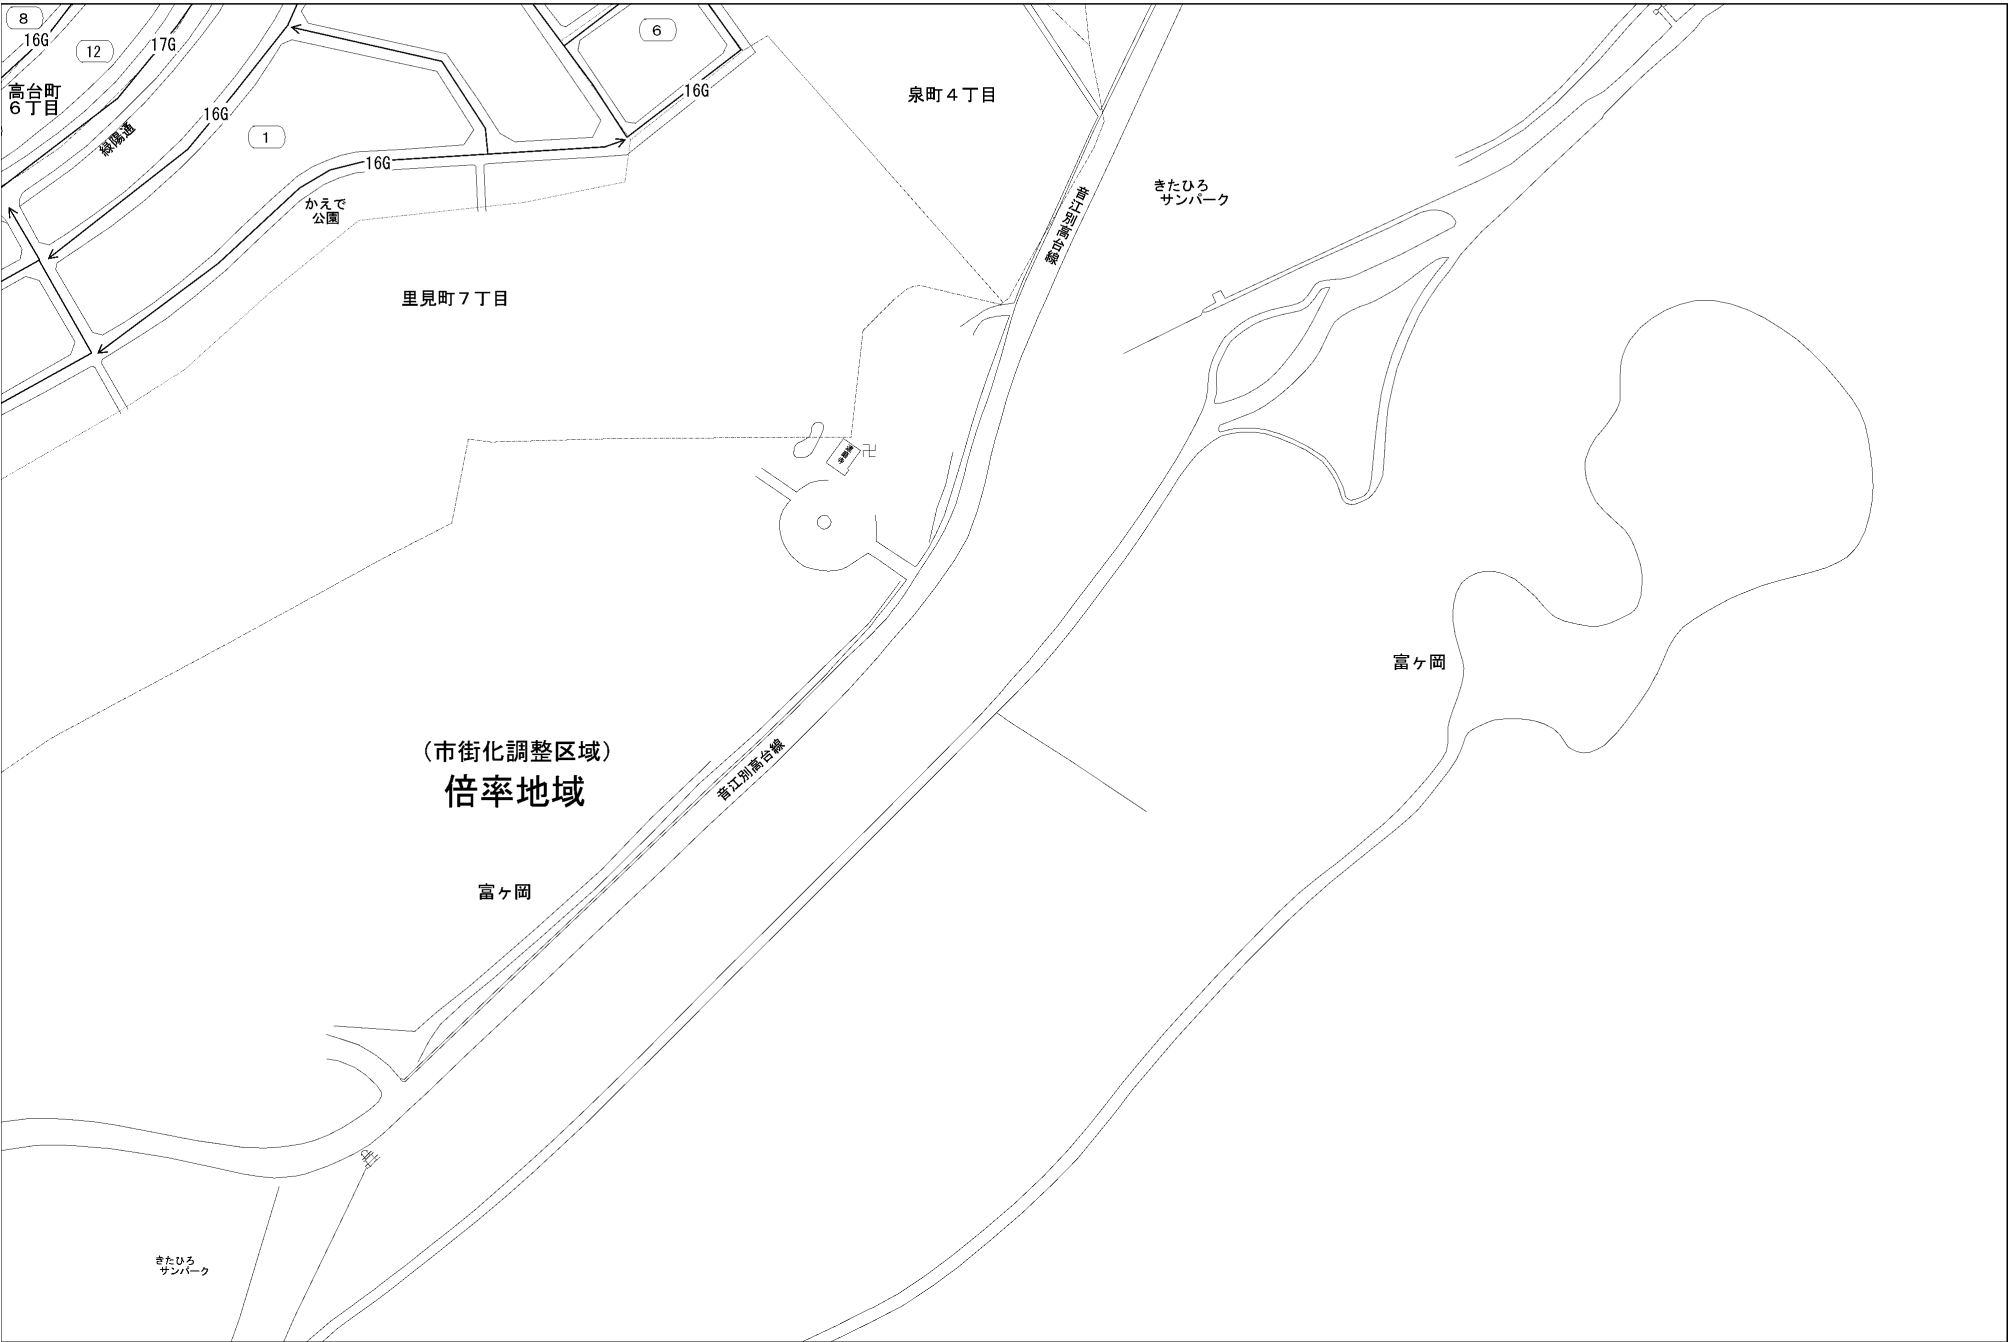 8
16G
12
17G
6
高台町
６丁目
16G
16G
泉町４丁目
緑陽通
1
16G
かえで
公園
きたひろ
サンパーク
音江別高台線
里見町７丁目
富ヶ岡
（市街化調整区域）
倍率地域
音江別高台線
富ヶ岡
きたひろ
サンパーク